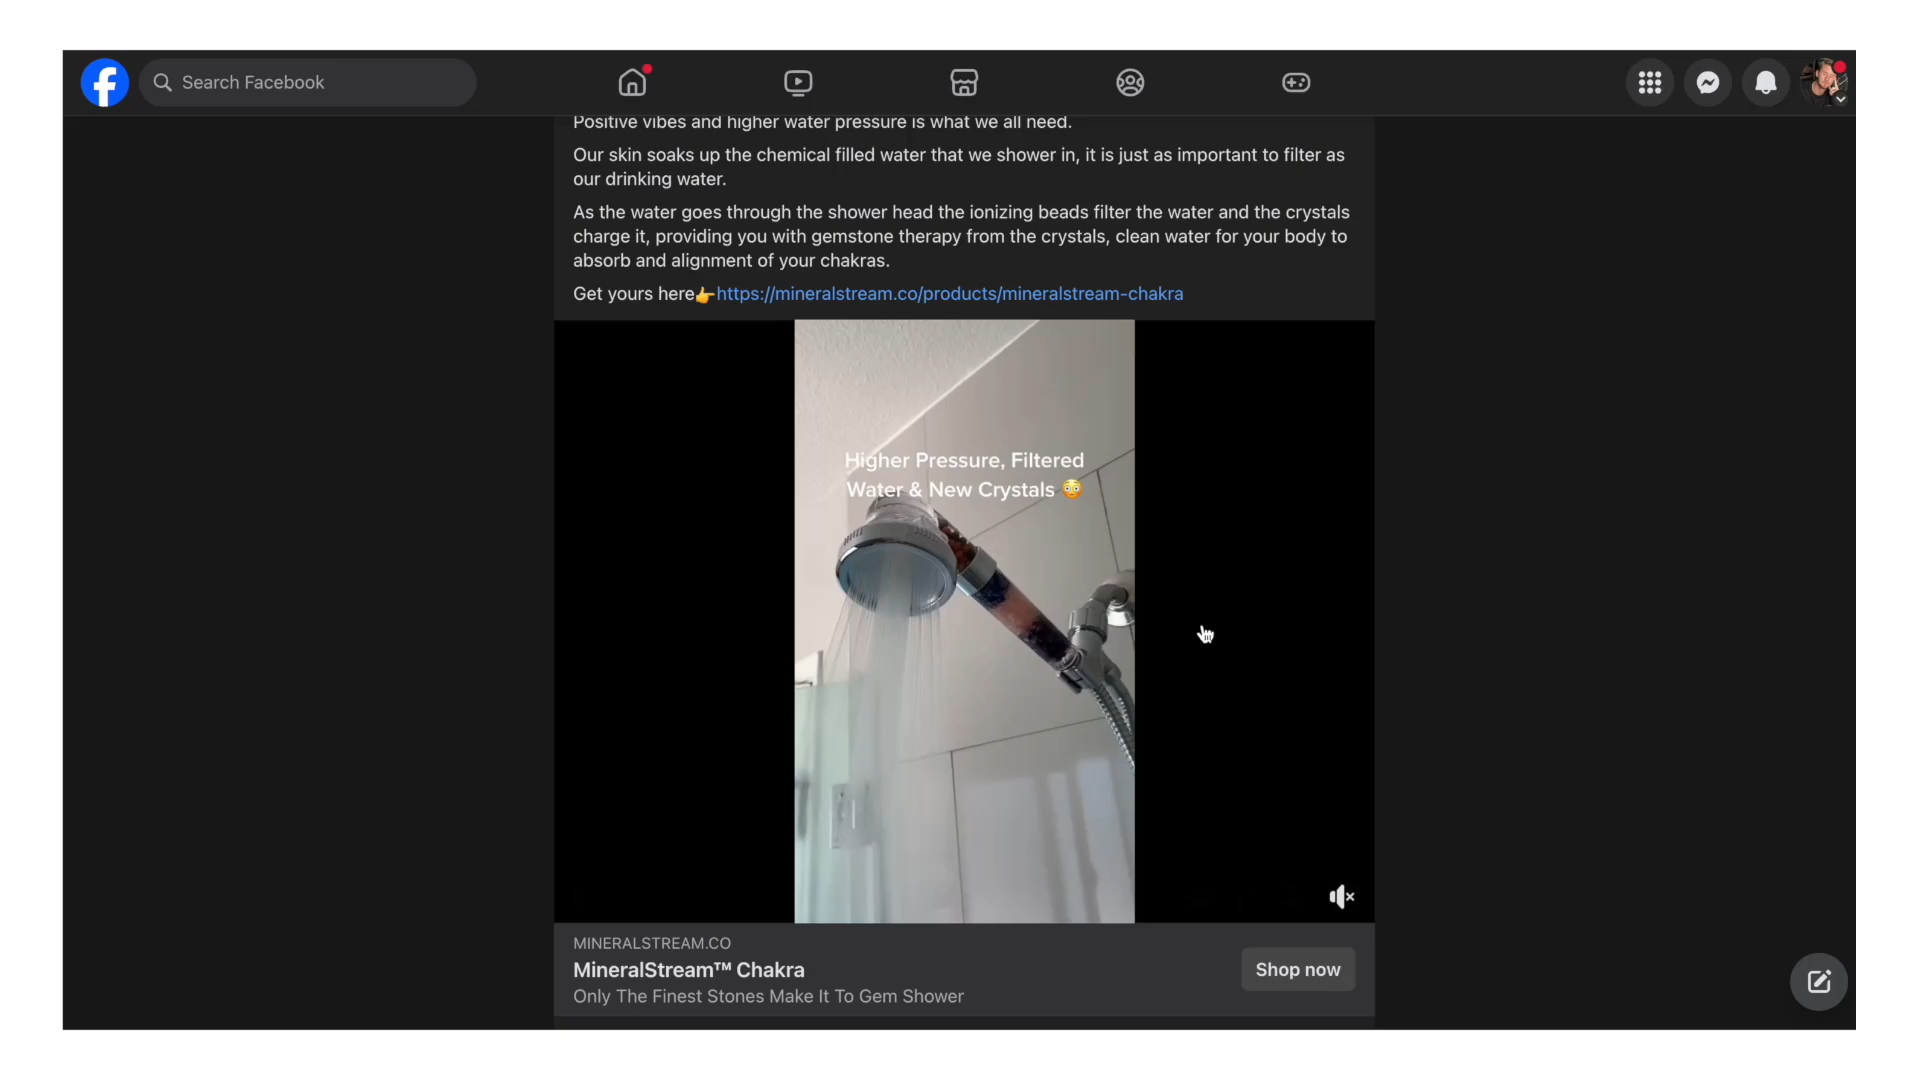 Search Facebook
Positive vibes and higher water pressure is what we all need.
Our skin soaks up the chemical filled water that we shower in, it is just as important to filter as
our drinking water.
As the water goes through the shower head the ionizing beads filter the water and the crystals
charge it, providing you with gemstone therapy from the crystals, clean water for your body to
absorb and alignment of your chakras.
Get yours here👉https://mineralstream.co/products/mineralstream-chakra
Higher Pressure, Filtered
Water & New Crystals 😳
MINERALSTREAM.CO
MineralStream™ Chakra
Shop now
Only The Finest Stones Make It To Gem Shower